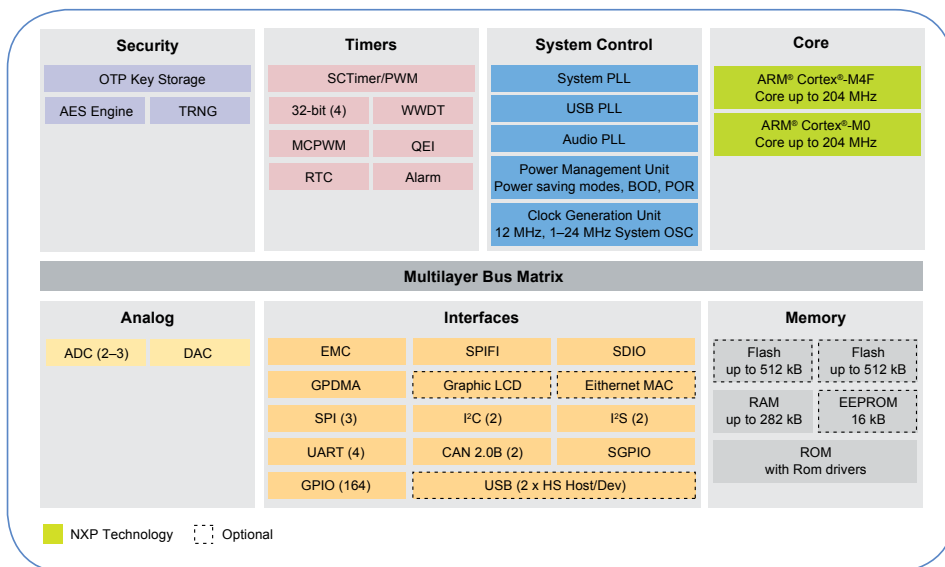 Security
OTP Key Storage
AES Engine
TRNG
Timers
SCTimer/PWM
32-bit (4)
WWDT
MCPWM
QEI
RTC
Alarm
System Control
System PLL
USB PLL
Audio PLL
Power Management Unit
Power saving modes, BOD, POR
Clock Generation Unit
12 MHz, 1–24 MHz System OSC
Core
ARM® Cortex®-M4F
Core up to 204 MHz
ARM® Cortex®-M0
Core up to 204 MHz
Multilayer Bus Matrix
Analog
ADC (2–3)
DAC
Interfaces
EMC
SPIFI
SDIO
GPDMA
Graphic LCD
Eithernet MAC
SPI (3)
I²C (2)
I²S (2)
UART (4)
CAN 2.0B (2)
SGPIO
GPIO (164)
USB (2 x HS Host/Dev)
Memory
Flash
up to 512 kB
Flash
up to 512 kB
RAM
up to 282 kB
EEPROM
16 kB
ROM
with Rom drivers
NXP Technology
Optional